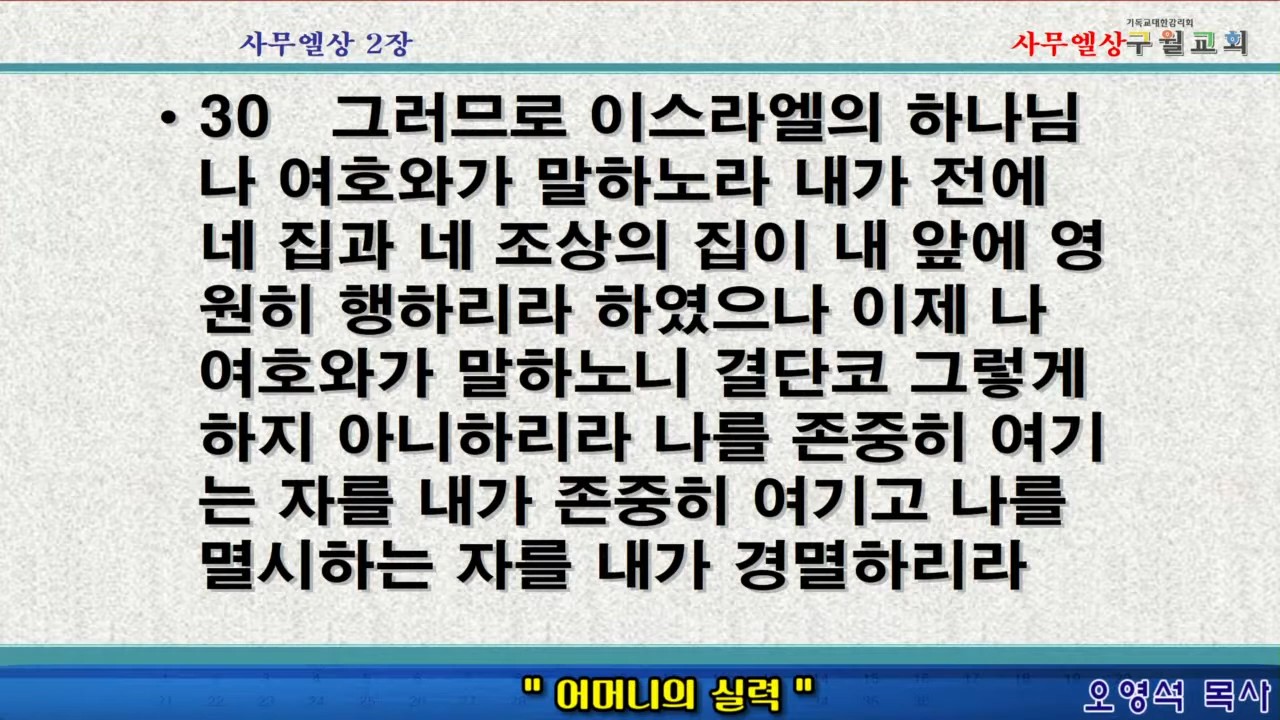 사무엘상 2장
기독교대한감리회
사무엘상구월교회
• 30 그러므로 이스라엘의 하나님
나 여호와가 말하노라 내가 전에
네 집과 네 조상의 집이 내 앞에 영
원히 행하리라 하였으나 이제 나
여호와가 말하노니 결단코 그렇게
하지 아니하리라 나를 존중히 여기
는 자를 내가 존중히 여기고 나를
멸시하는 자를 내가 경멸하리라
" 어머니의 실력 "
오영석 목사